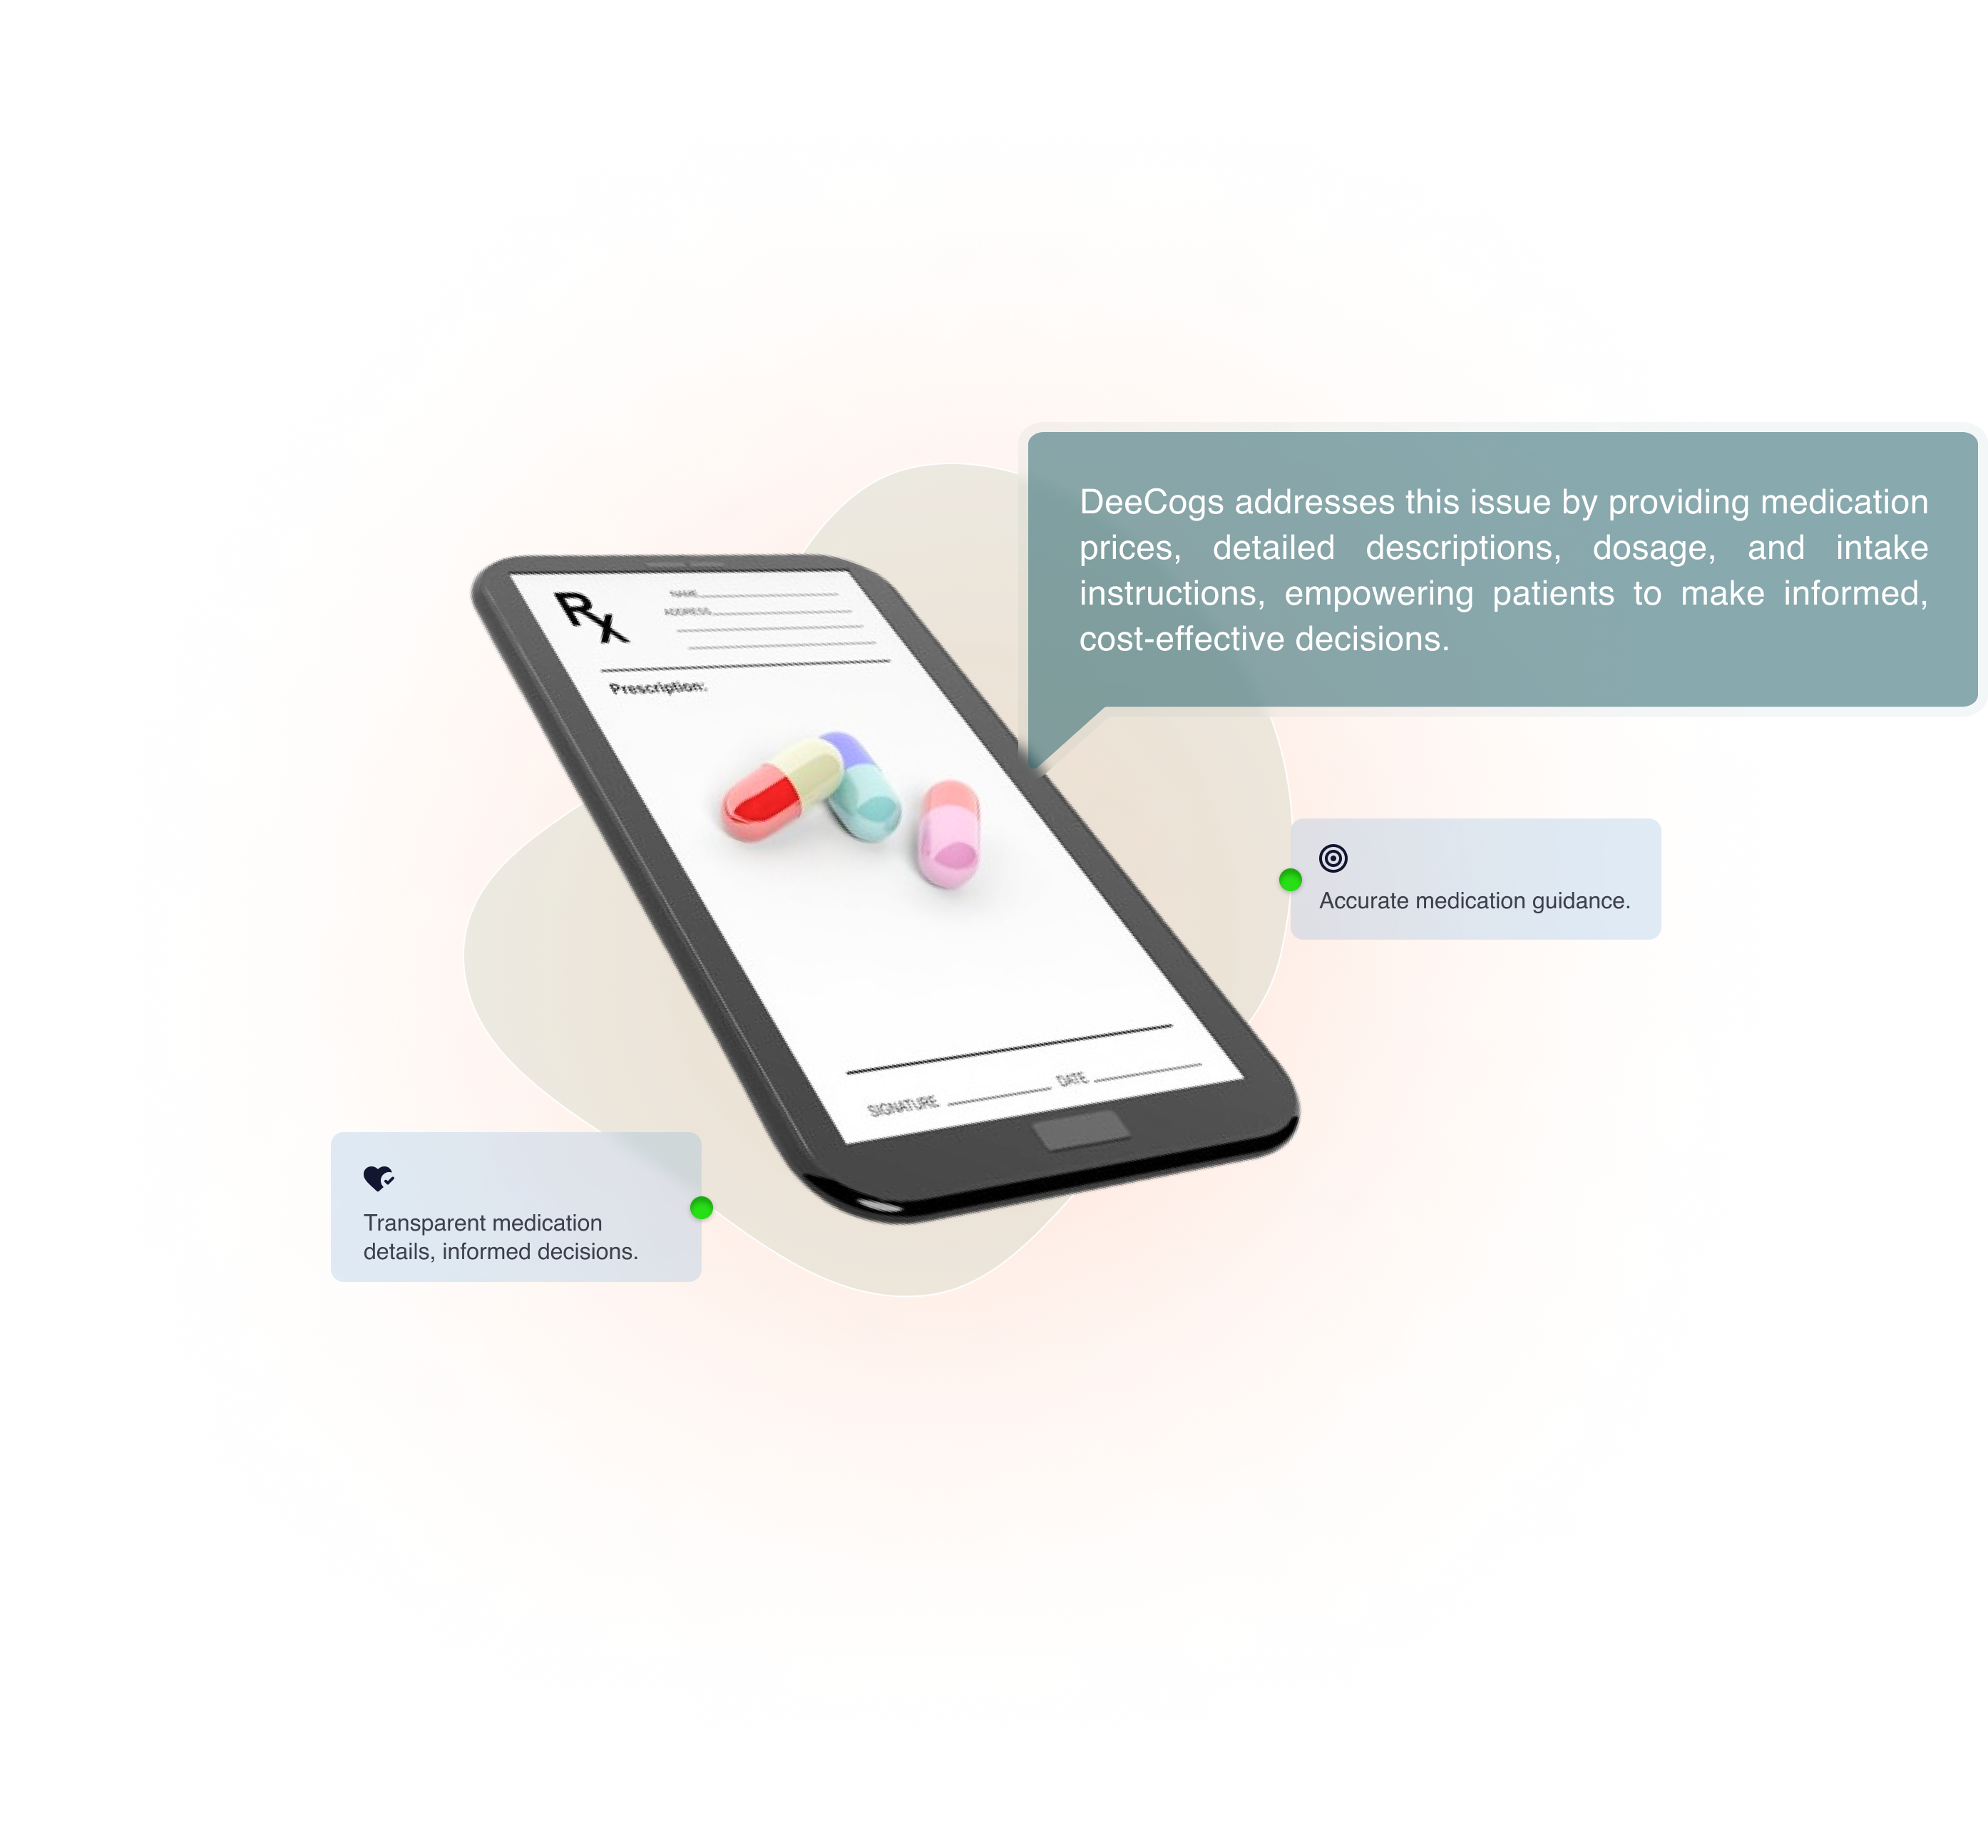 DeeCogs addresses this issue by providing medication
prices, detailed descriptions, dosage, and intake
instructions, empowering patients to make informed,
cost-effective decisions.
Rx
NAME
ADDRESS
Prescription:
Accurate medication guidance.
SIGNATURE DATE
Transparent medication
details, informed decisions.